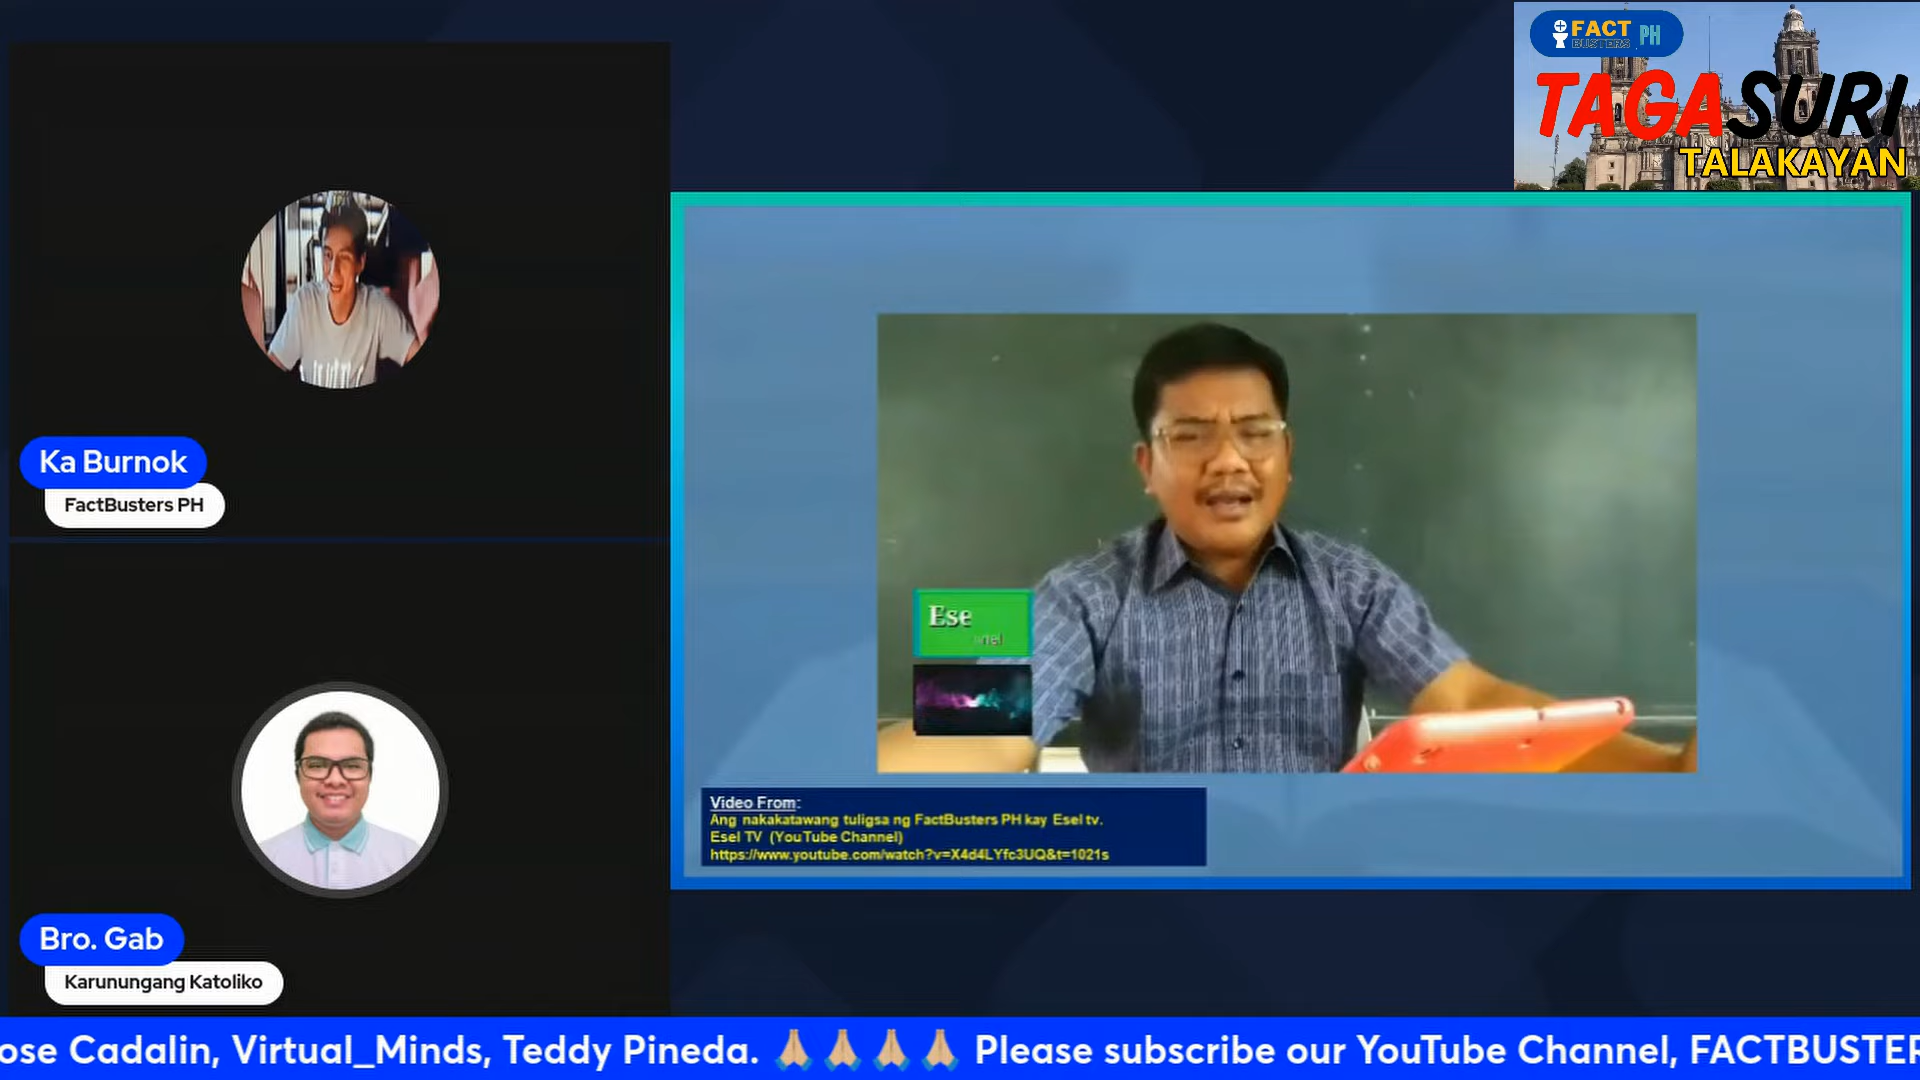 FACT
BUSTERS PH
TAGASURI
TALAKAYAN
Ka Burnok
FactBusters PH
Ese
nel
Video From:
Ang nakakatawang tuligsa ng FactBusters PH kay Esel tv.
Esel TV (YouTube Channel)
https://www.youtube.com/watch?v=X4d4LYfc3UQ&t=1021s
Bro. Gab
Karunungang Katoliko
ose Cadalin, Virtual_Minds, Teddy Pineda. 🙏🏼🙏🏼🙏🏼🙏🏼 Please subscribe our YouTube Channel, FACTBUSTER